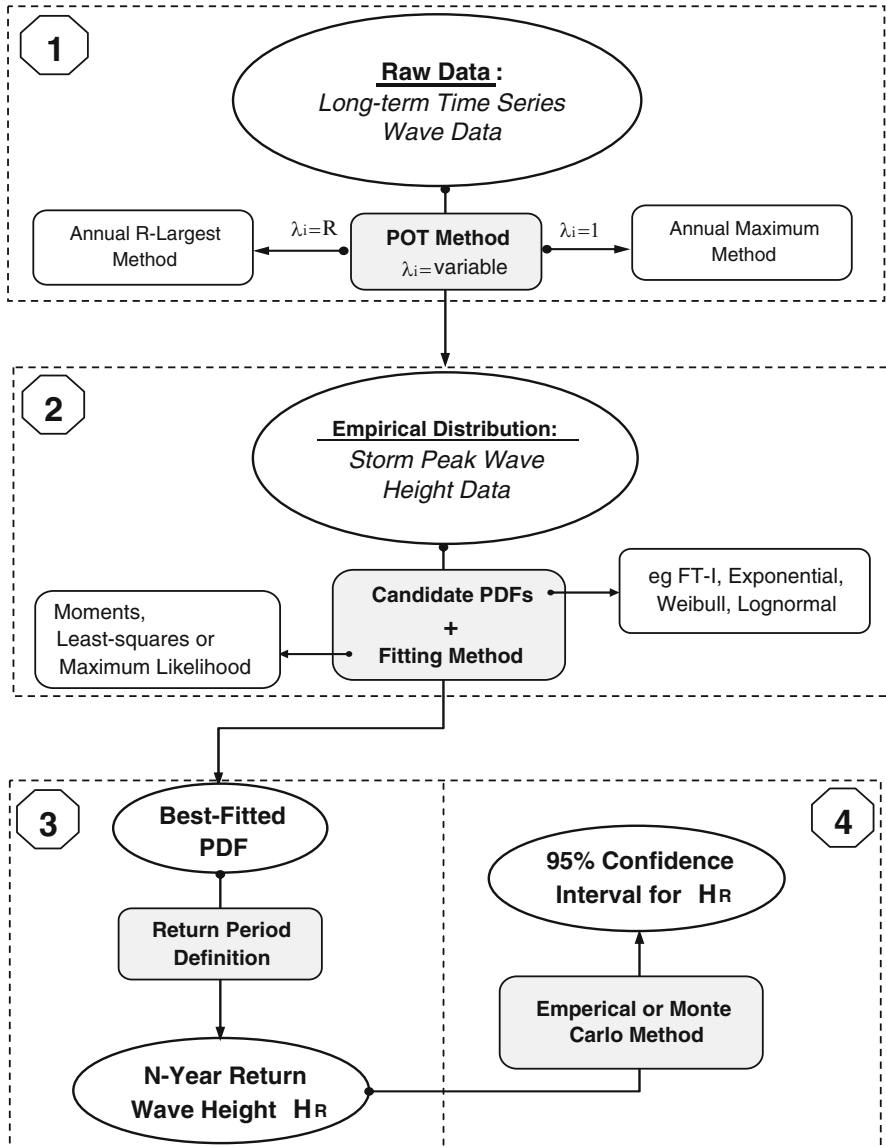 1
Raw Data :
Long-term Time Series
Wave Data
Annual R-Largest
Method
λi=R
POT Method
λi=variable
λi=1
Annual Maximum
Method
2
Empirical Distribution:
Storm Peak Wave
Height Data
Candidate PDFs
+
Fitting Method
eg FT-I, Exponential,
Weibull, Lognormal
Moments,
Least-squares or
Maximum Likelihood
3
Best-Fitted
PDF
Return Period
Definition
N-Year Return
Wave Height HR
4
95% Confidence
Interval for HR
Emperical or Monte
Carlo Method